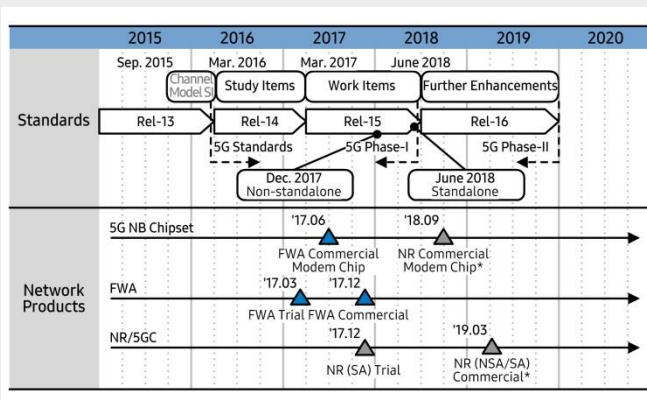 2015 2016 2017 2018 2019 2020
Sep. 2015 Mar. 2016 Mar. 2017 June 2018
Channel
Model SI
Study Items Work Items Further Enhancements
Standards
Rel-13 Rel-14 Rel-15 Rel-16
5G Standards 5G Phase-I 5G Phase-II
Dec. 2017
Non-standalone
June 2018
Standalone
Network
Products
5G NB Chipset
'17.06 '18.09
FWA Commercial
Modem Chip
NR Commercial
Modem Chip*
FWA
'17.03 '17.12
FWA Trial FWA Commercial
NR/5GC
'17.12 '19.03
NR (SA) Trial
NR (NSA/SA)
Commercial*